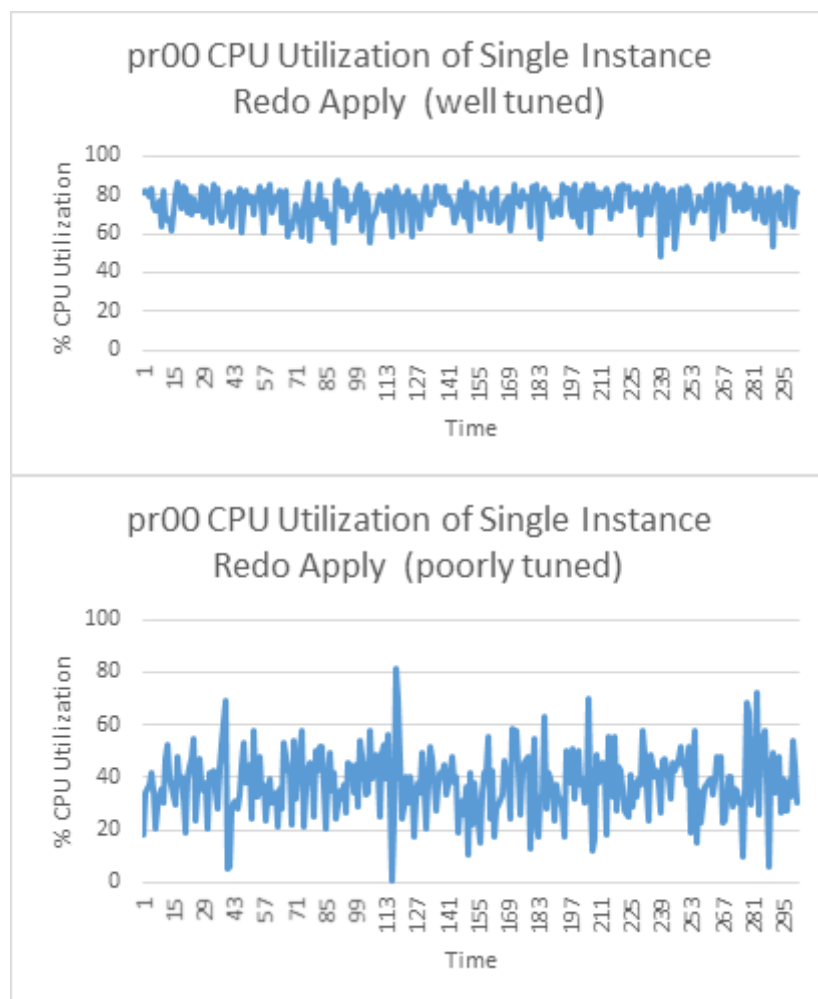 pr00 CPU Utilization of Single Instance
Redo Apply (well tuned)
100
80
60
40
20
0
% CPU Utilization
1 15 29 43 57 71 85 99 113 127 141 155 169 183 197 211 225 239 253 267 281 295
Time
pr00 CPU Utilization of Single Instance
Redo Apply (poorly tuned)
100
80
60
40
20
0
% CPU Utilization
1 15 29 43 57 71 85 99 113 127 141 155 169 183 197 211 225 239 253 267 281 295
Time